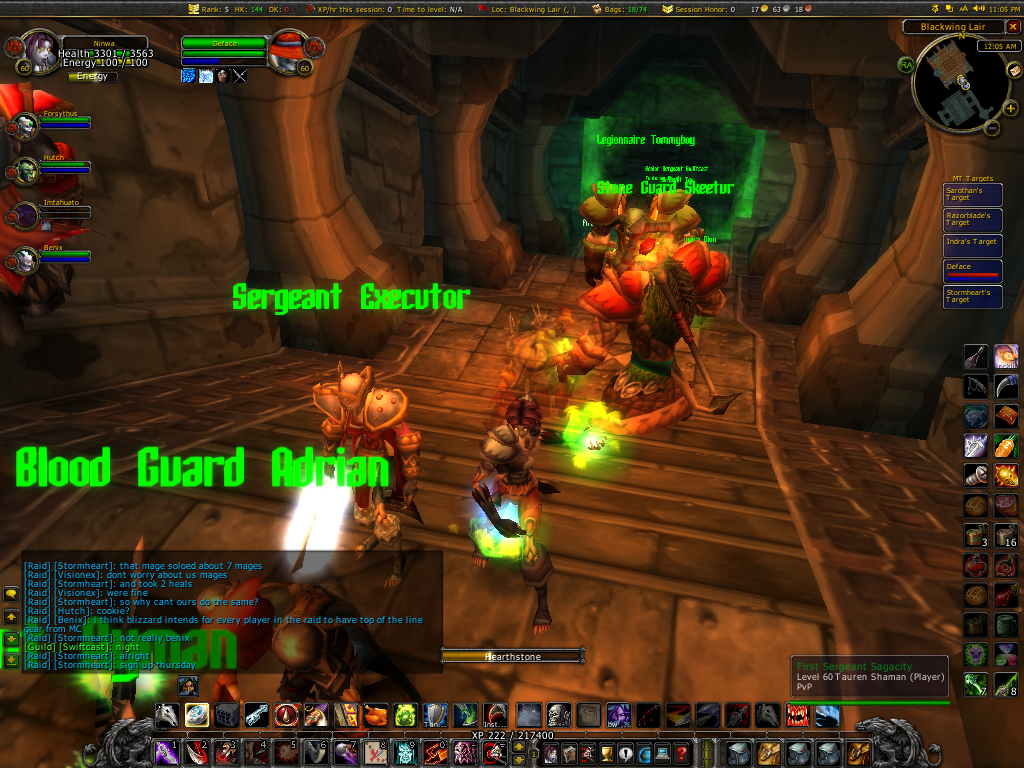 Rank: 5 HK: 144 DK: 0
XP/hr this session: 0 Time to level: N/A
Loc: Blackwing Lair (, )
Bags: 18/74
Session Honor: 0
17 63 18
11:05 PM
Blackwing Lair
N
12:05 AM
RA
Ninwa
Health 3301 / 3563
Energy 100 / 100
Energy
60
Deface
60
Forsythus
Hutch
Imtahuato
Benix
Legionnaire Tommyboy
Stone Guard Skeetur
Sergeant Executor
Blood Guard Adrian
MT Targets
Sarothan's Target
Razorblade's Target
Indra's Target
Deface
Stormheart's Target
[Raid] [Stormheart]: that mage soloed about 7 mages
[Raid] [Visionex]: dont worry about us mages
[Raid] [Stormheart]: and took 2 heals
[Raid] [Visionex]: were fine
[Raid] [Stormheart]: so why cant ours do the same?
[Raid] [Hutch]: cookie?
[Raid] [Benix]: i think blizzard intends for every player in the raid to have top of the line
gear from MC
[Raid] [Stormheart]: not really benix
[Guild] [Swiftcast]: night
[Raid] [Stormheart]: alright
[Raid] [Stormheart]: sign up thursday
Hearthstone
First Sergeant Sagacity
Level 60 Tauren Shaman (Player)
PvP
3 16
7 8
Tan...
Inst...
XP 222 / 217400